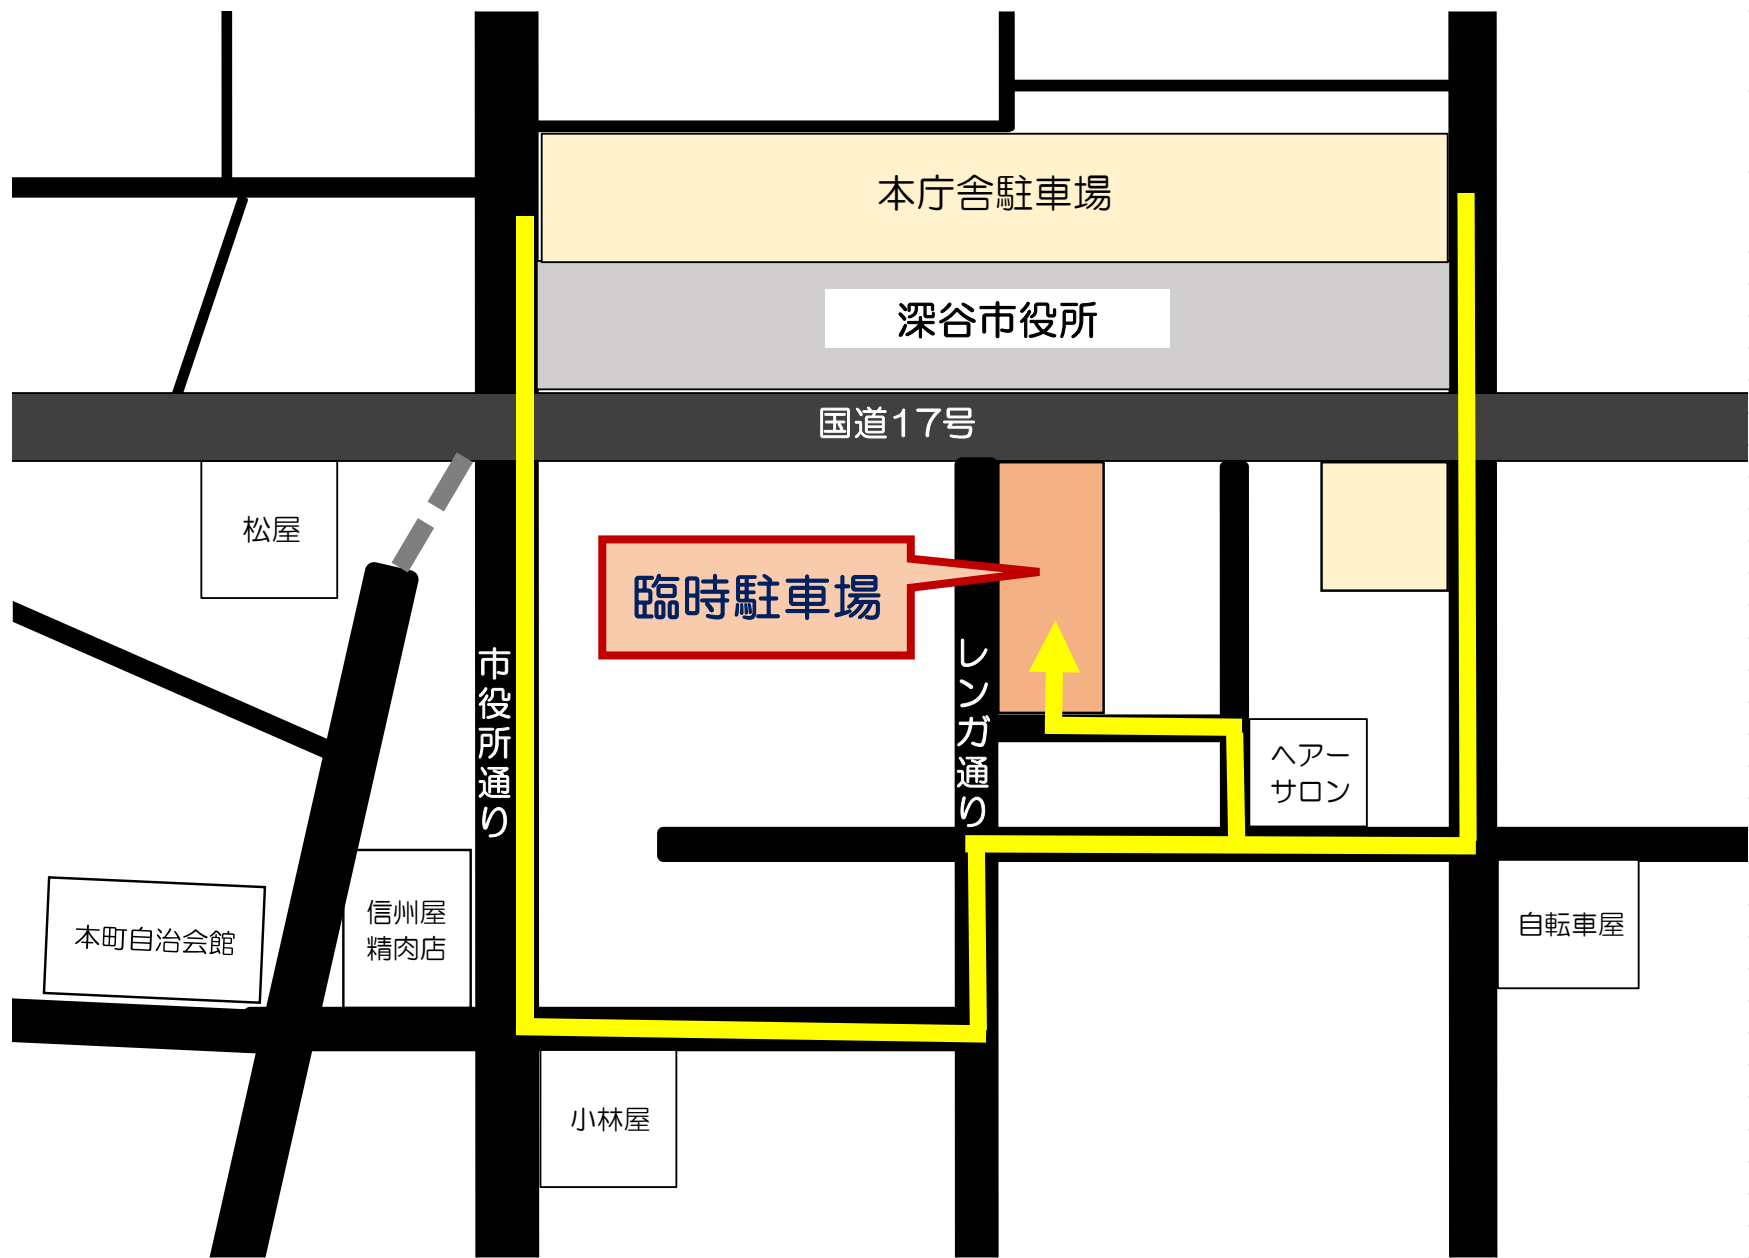 本庁舎駐車場
深谷市役所
国道17号
松屋
臨時駐車場
市役所通り
レンガ通り
ヘアー
サロン
信州屋
精肉店
本町自治会館
自転車屋
小林屋